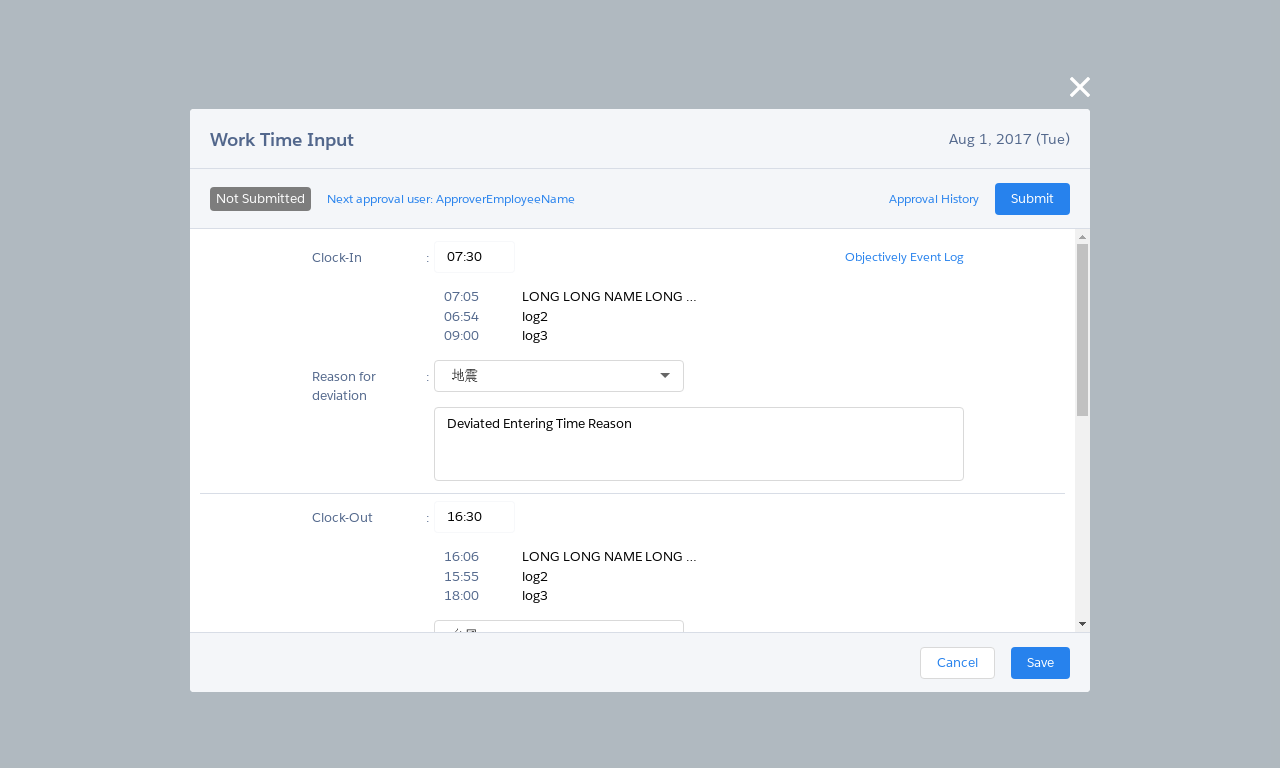 Work Time Input
Aug 1, 2017 (Tue)
Not Submitted
Next approval user: ApproverEmployeeName
Approval History
Submit
Clock-In : 07:30
Objectively Event Log
07:05 LONG LONG NAME LONG ...
06:54 log2
09:00 log3
Reason for deviation : 地震
Deviated Entering Time Reason
Clock-Out : 16:30
16:06 LONG LONG NAME LONG ...
15:55 log2
18:00 log3
Cancel
Save